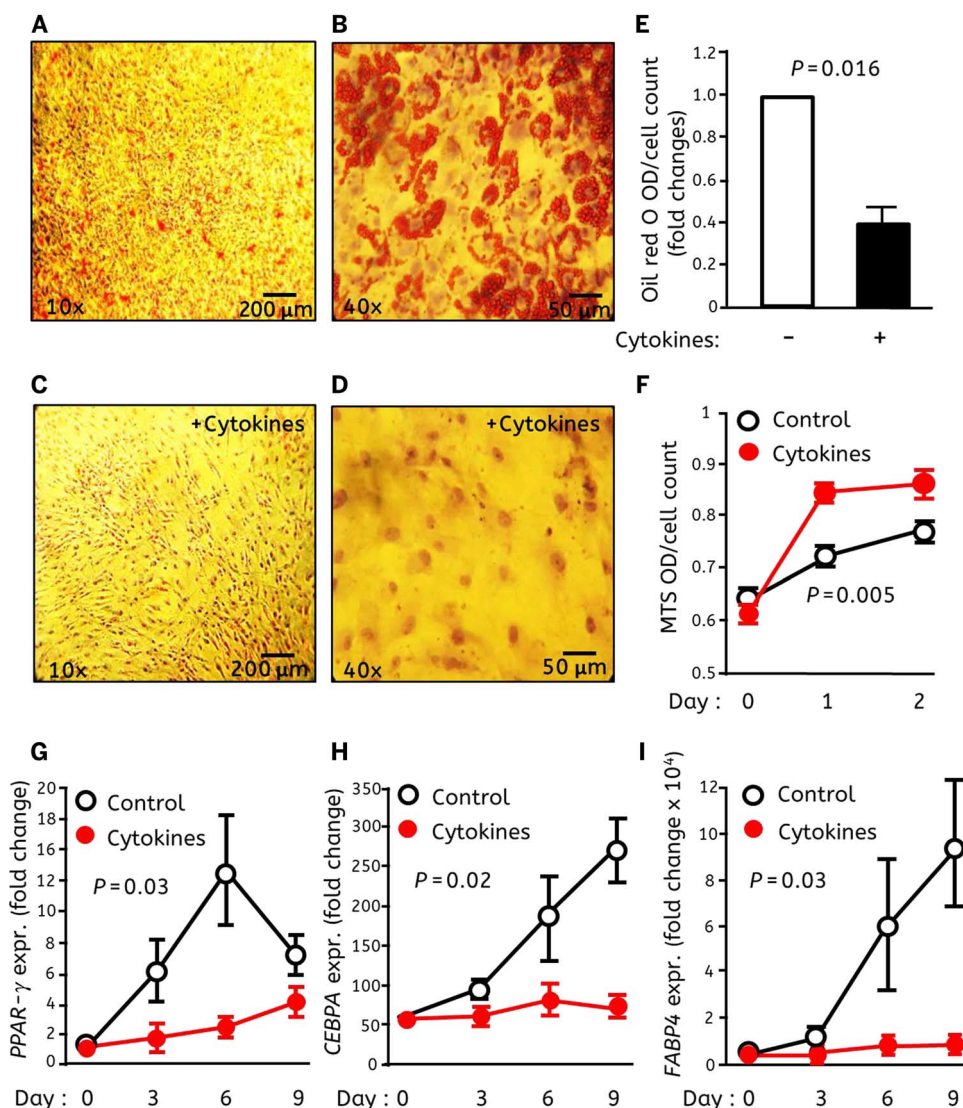 A
10x
200 µm
B
40x
50 µm
E
Oil red O OD/cell count
(fold changes)
1.2
1.0
0.8
0.6
0.4
0.2
0
P=0.016
Cytokines:
–
+
C
+Cytokines
10x
200 µm
D
+Cytokines
40x
50 µm
F
MTS OD/cell count
1
0.9
0.8
0.7
0.6
0.5
Control
Cytokines
P=0.005
Day : 0 1 2
G
PPAR-γ expr. (fold change)
20
18
16
14
12
10
8
6
4
2
0
Control
Cytokines
P=0.03
Day : 0 3 6 9
H
CEBPA expr. (fold change)
350
300
250
200
150
100
50
0
Control
Cytokines
P=0.02
Day : 0 3 6 9
I
FABP4 expr. (fold change x 10⁴)
12
10
8
6
4
2
0
Control
Cytokines
P=0.03
Day : 0 3 6 9